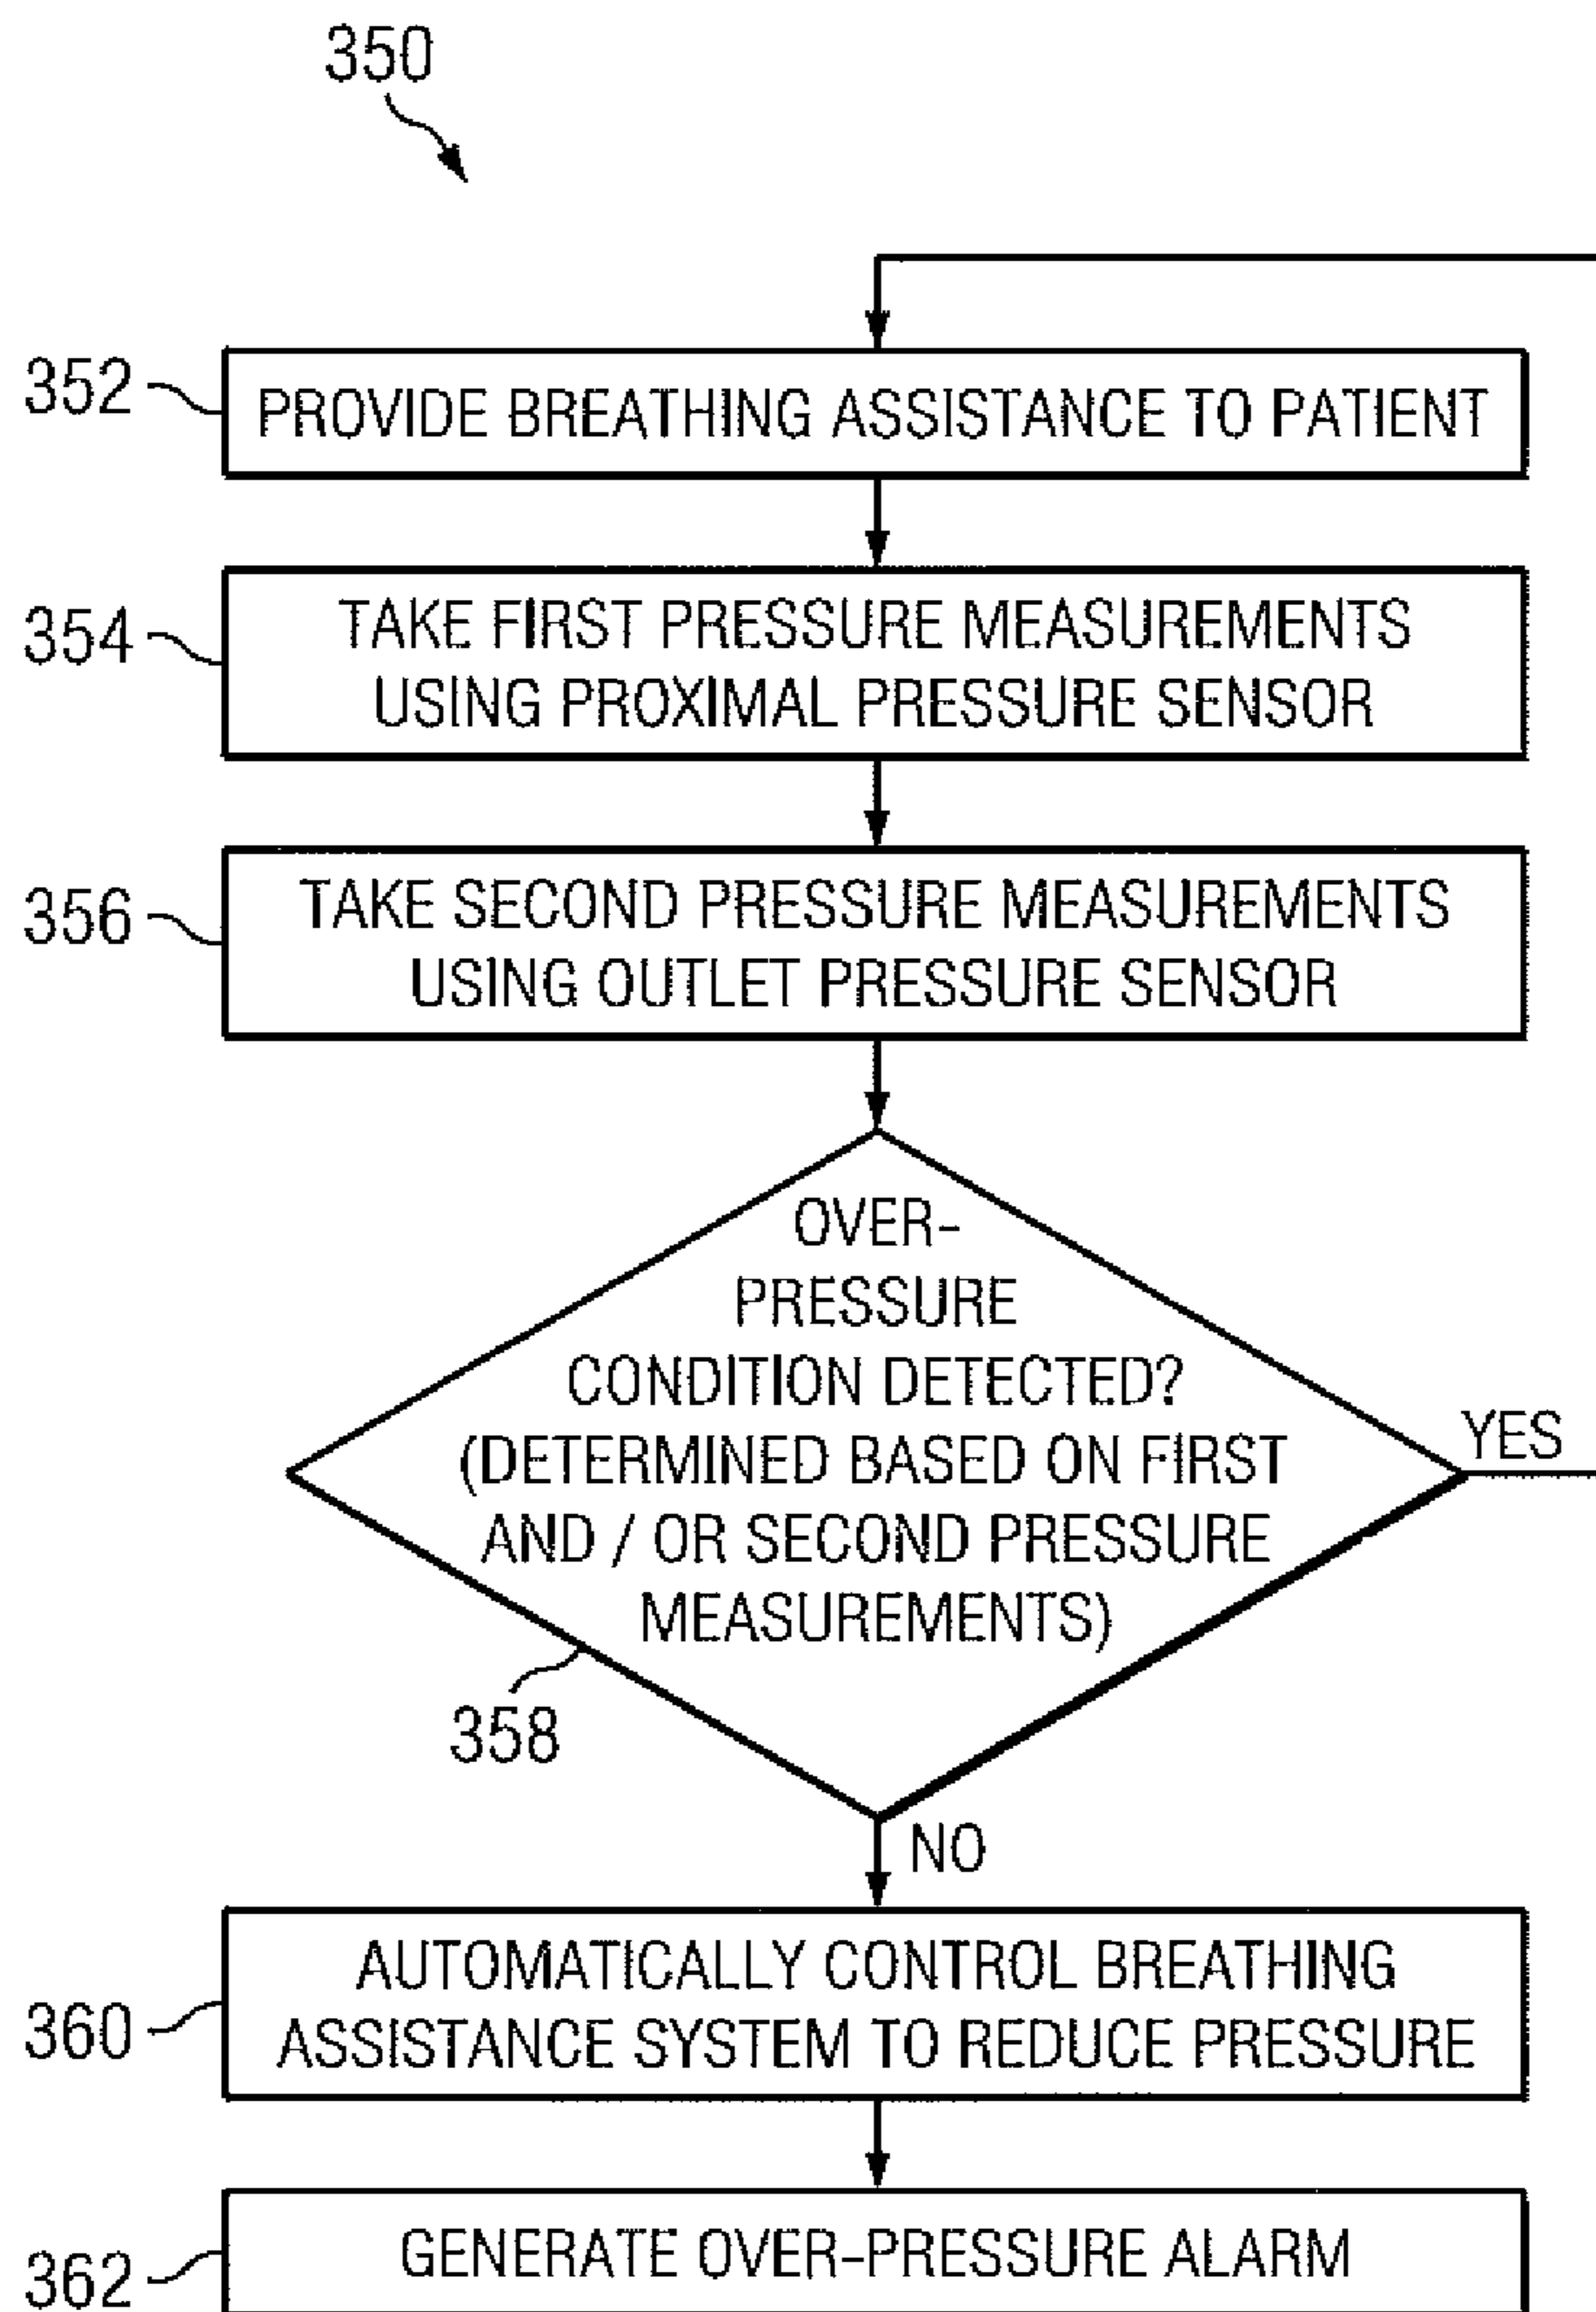 350
352
PROVIDE BREATHING ASSISTANCE TO PATIENT
354
TAKE FIRST PRESSURE MEASUREMENTS
USING PROXIMAL PRESSURE SENSOR
356
TAKE SECOND PRESSURE MEASUREMENTS
USING OUTLET PRESSURE SENSOR
OVER-
PRESSURE
CONDITION DETECTED?
(DETERMINED BASED ON FIRST
AND / OR SECOND PRESSURE
MEASUREMENTS)
YES
358
NO
360
AUTOMATICALLY CONTROL BREATHING
ASSISTANCE SYSTEM TO REDUCE PRESSURE
362
GENERATE OVER-PRESSURE ALARM